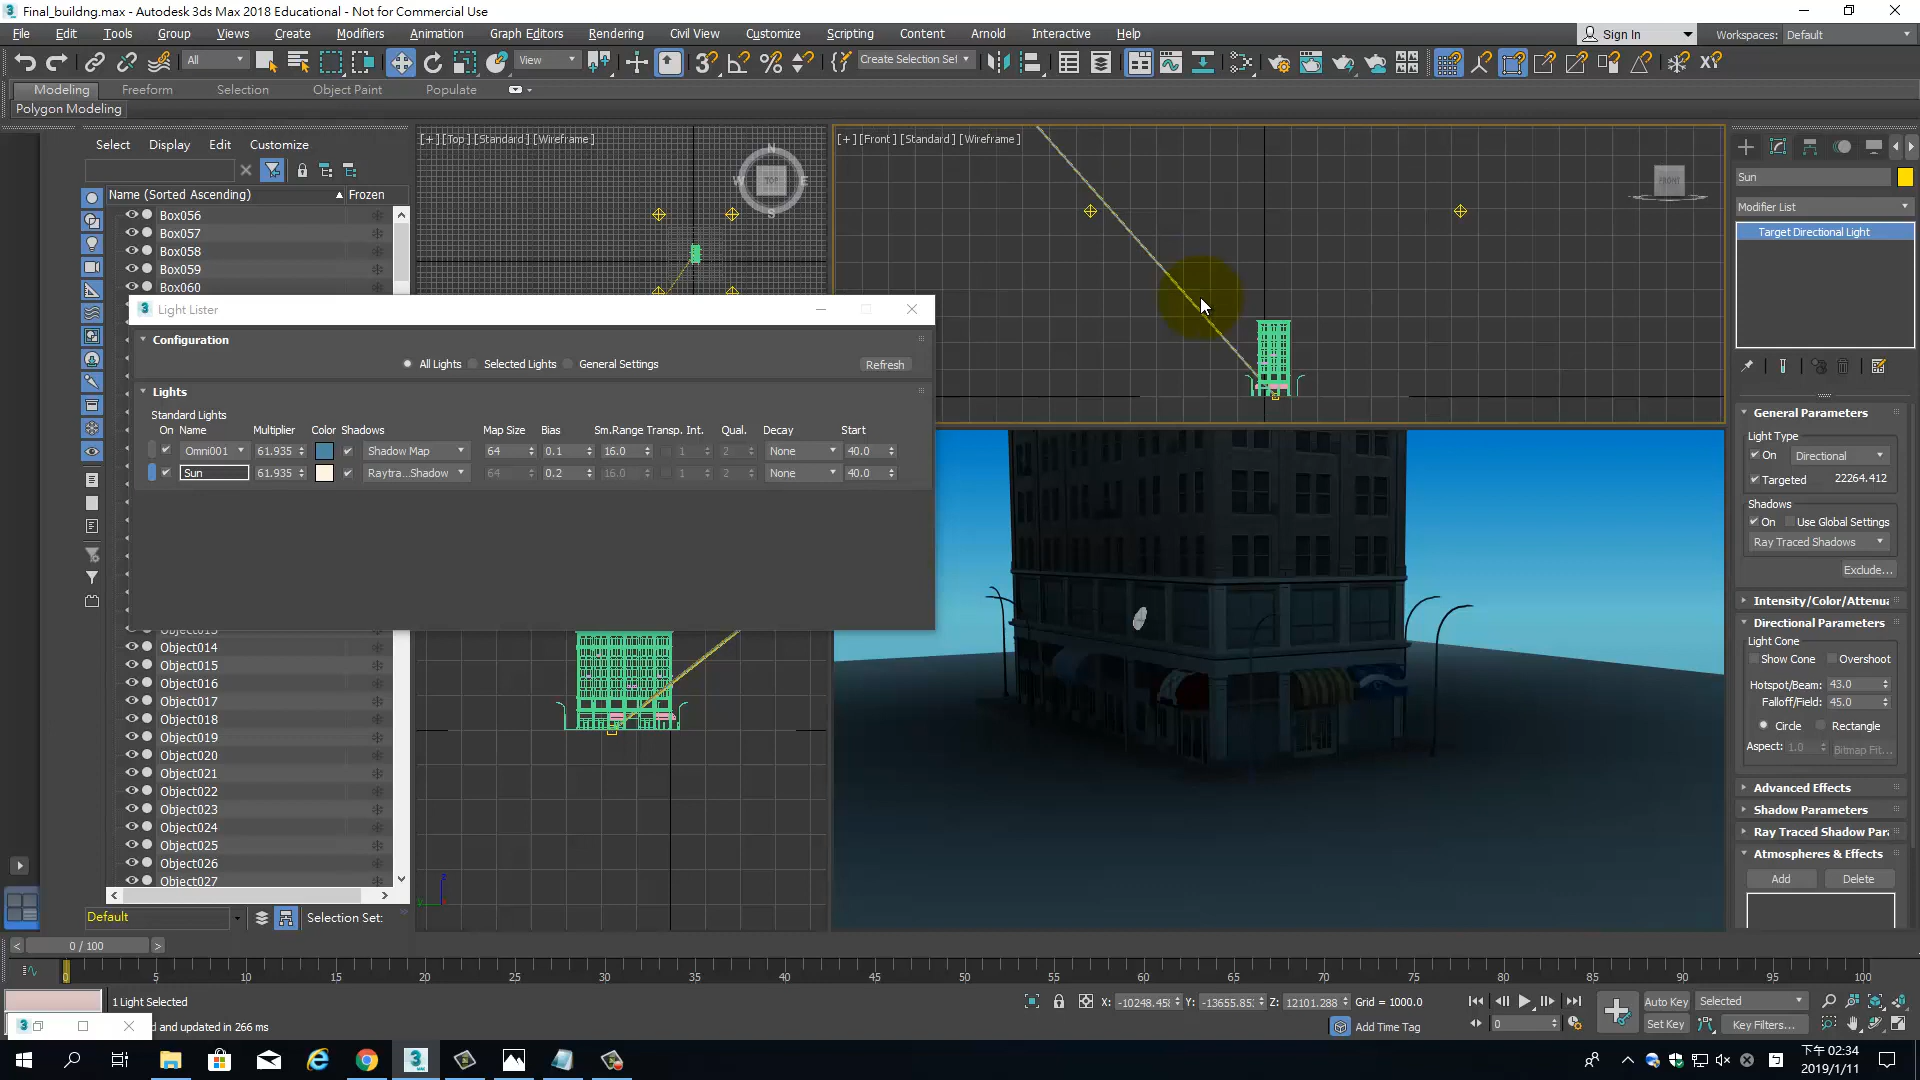 Final_buildng.max - Autodesk 3ds Max 2018 Educational - Not for Commercial Use
File Edit Tools Group Views Create Modifiers Animation Graph Editors Rendering Civil View Customize Scripting Content Arnold Interactive Help Sign In Workspaces: Default
All View Create Selection Set
Modeling Freeform Selection Object Paint Populate
Polygon Modeling
Select Display Edit Customize
Name (Sorted Ascending) Frozen
Box056
Box057
Box058
Box059
Box060
[+] [Top] [Standard] [Wireframe]
N
W TOP E
S
[+] [Front] [Standard] [Wireframe]
FRONT
Light Lister
Configuration
All Lights Selected Lights General Settings Refresh
Lights
Standard Lights
On Name Multiplier Color Shadows Map Size Bias Sm.Range Transp. Int. Qual. Decay Start
Omni001 61.935 Shadow Map 64 0.1 16.0 1 2 None 40.0
Sun 61.935 Raytra...Shadow 64 0.2 16.0 1 2 None 40.0
Object013
Object014
Object015
Object016
Object017
Object018
Object019
Object020
Object021
Object022
Object023
Object024
Object025
Object026
Object027
Default Selection Set:
Sun
Modifier List
Target Directional Light
General Parameters
Light Type
On Directional
Targeted 22264.412
Shadows
On Use Global Settings
Ray Traced Shadows
Exclude...
Intensity/Color/Attenua
Directional Parameters
Light Cone
Show Cone Overshoot
Hotspot/Beam: 43.0
Falloff/Field: 45.0
Circle Rectangle
Aspect: 1.0 Bitmap Fit...
Advanced Effects
Shadow Parameters
Ray Traced Shadow Para
Atmospheres & Effects
Add Delete
0 / 100
0 5 10 15 20 25 30 35 40 45 50 55 60 65 70 75 80 85 90 95 100
1 Light Selected
X: -10248.458 Y: -13655.853 Z: 12101.288 Grid = 1000.0
Auto Key Selected
d and updated in 266 ms
Add Time Tag
0
Set Key Key Filters...
下午 02:34
2019/1/11